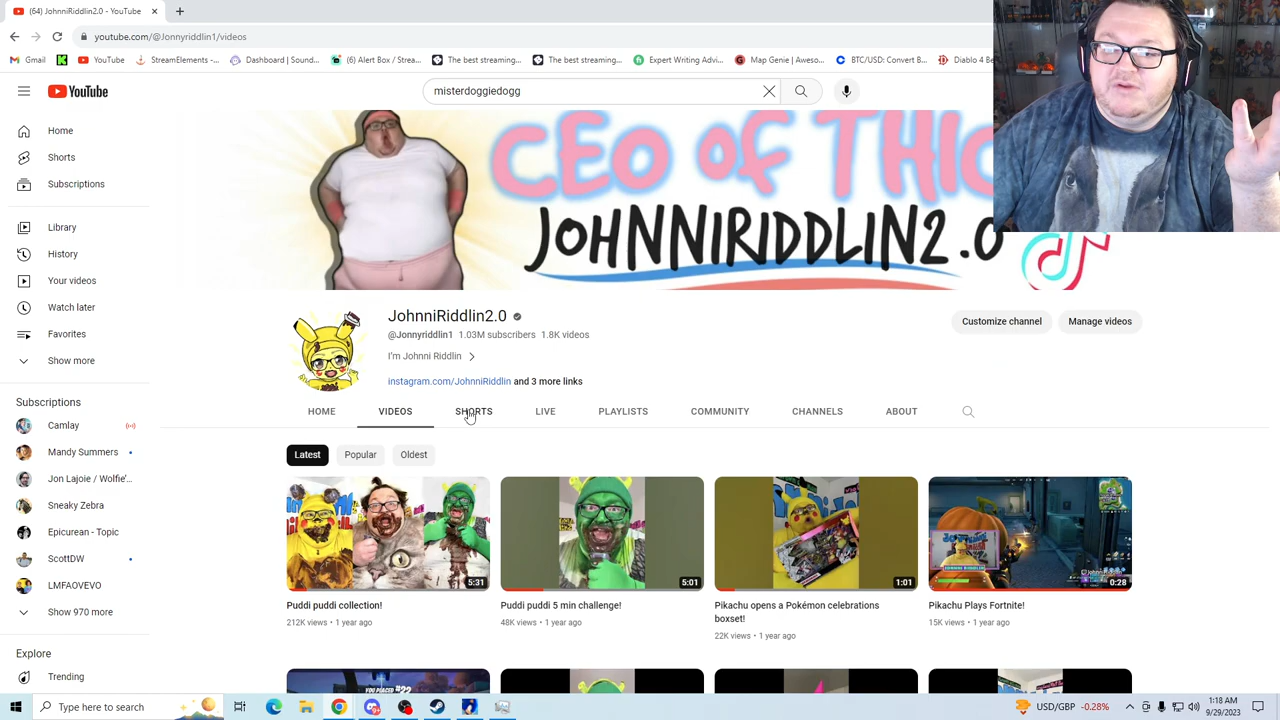 (64) JohnniRiddlin2.0 - YouTube
youtube.com/@Jonnyriddlin1/videos
Gmail
YouTube
StreamElements -...
Dashboard | Sound...
(6) Alert Box / Strea...
The best streaming...
The best streaming...
Expert Writing Advi...
Map Genie | Aweso...
BTC/USD: Convert B...
Diablo 4 Be
YouTube
misterdoggiedogg
Home
Shorts
Subscriptions
Library
History
Your videos
Watch later
Favorites
Show more
Subscriptions
Camlay
Mandy Summers
Jon Lajoie / Wolfie'...
Sneaky Zebra
Epicurean - Topic
ScottDW
LMFAOVEVO
Show 970 more
Explore
Trending
CEO OF THIC
JOHNNIRIDDLIN2.0
JohnniRiddlin2.0
@Jonnyriddlin1 1.03M subscribers 1.8K videos
I'm Johnni Riddlin
instagram.com/JohnniRiddlin and 3 more links
Customize channel
Manage videos
HOME
VIDEOS
SHORTS
LIVE
PLAYLISTS
COMMUNITY
CHANNELS
ABOUT
Latest
Popular
Oldest
5:31
5:01
1:01
0:28
Puddi puddi collection!
212K views • 1 year ago
Puddi puddi 5 min challenge!
48K views • 1 year ago
Pikachu opens a Pokémon celebrations
boxset!
22K views • 1 year ago
Pikachu Plays Fortnite!
15K views • 1 year ago
YOU PLACED #22
Type here to search
USD/GBP -0.28%
1:18 AM
9/29/2023